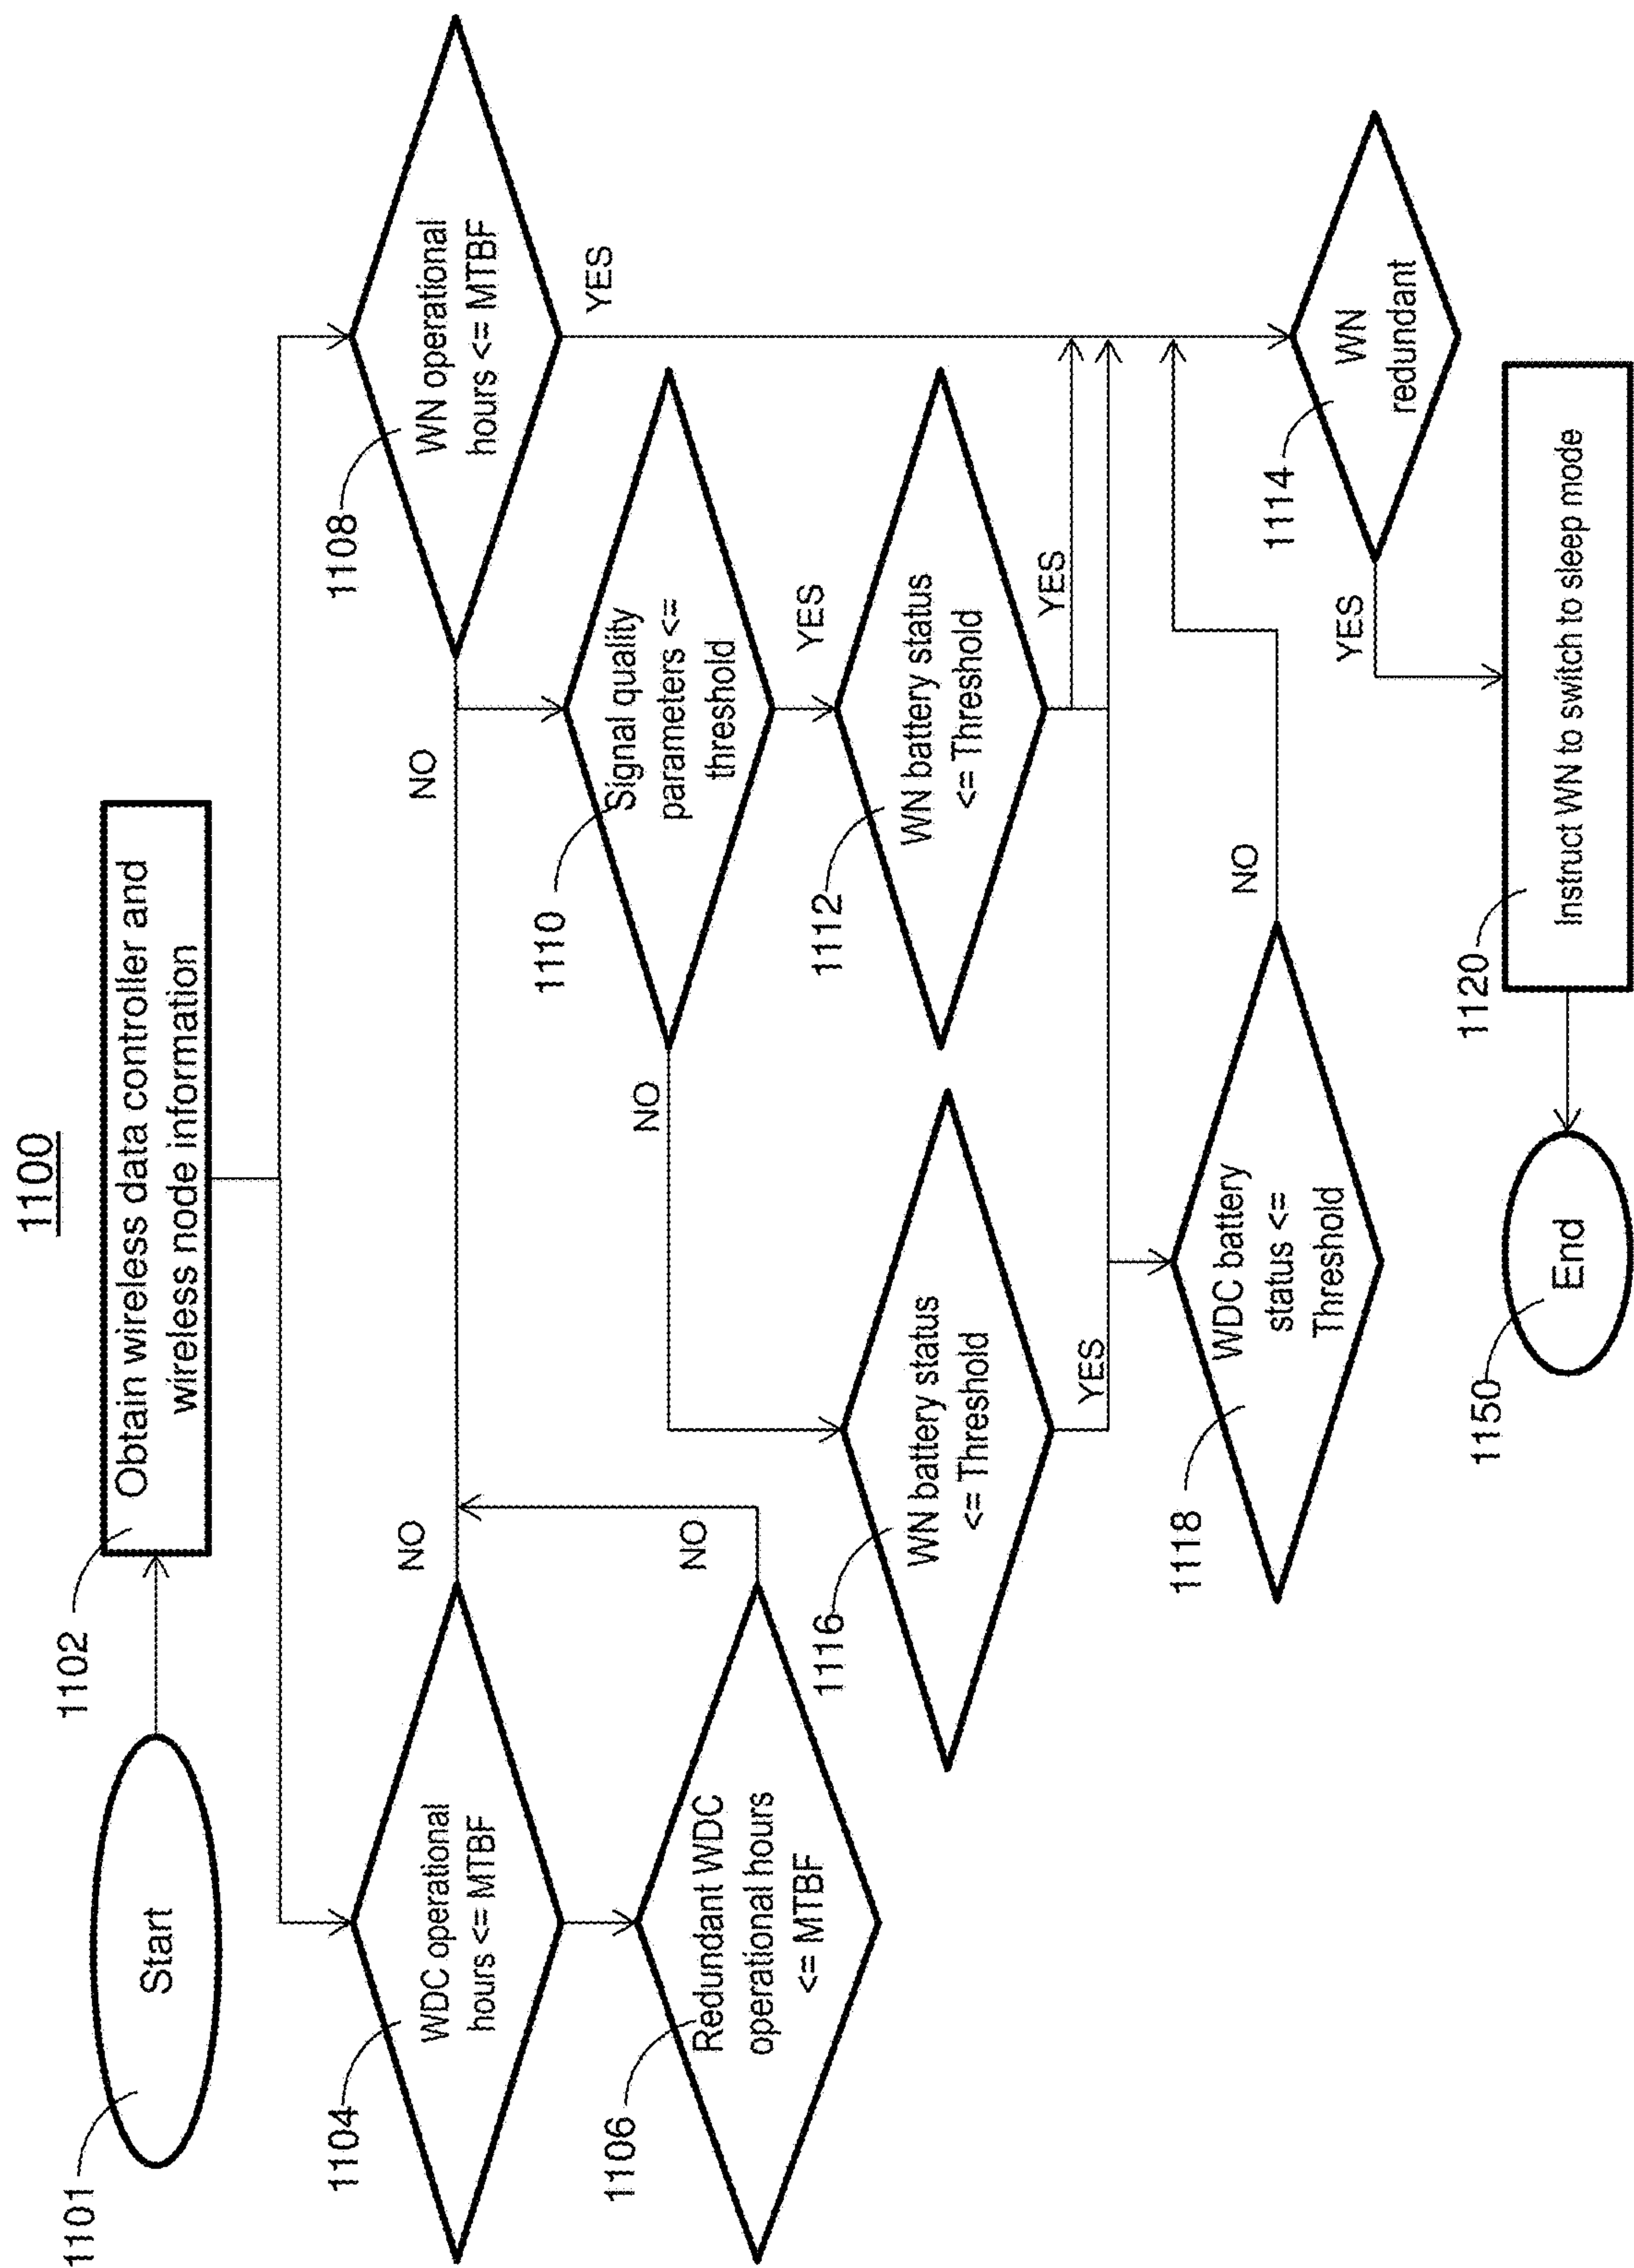 1100
1101
Start
1102
Obtain wireless data controller and
wireless node information
1104
WDC operational
hours <= MTBF
NO
NO
1108
WN operational
hours <= MTBF
YES
1106
Redundant WDC
operational hours
<= MTBF
NO
1110
Signal quality
parameters <=
threshold
NO
YES
1116
WN battery status
<= Threshold
YES
1112
WN battery status
<= Threshold
YES
1118
WDC battery
status <=
Threshold
NO
1114
WN
redundant
YES
1150
End
1120
Instruct WN to switch to sleep mode